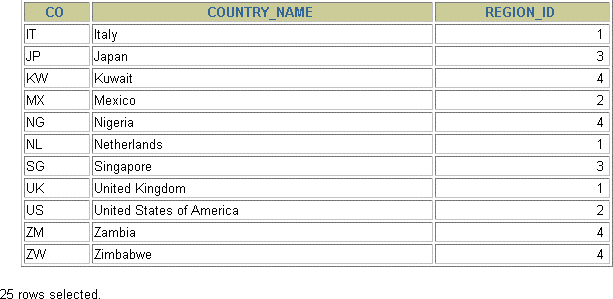 CO COUNTRY_NAME REGION_ID
IT Italy 1
JP Japan 3
KW Kuwait 4
MX Mexico 2
NG Nigeria 4
NL Netherlands 1
SG Singapore 3
UK United Kingdom 1
US United States of America 2
ZM Zambia 4
ZW Zimbabwe 4
25 rows selected.